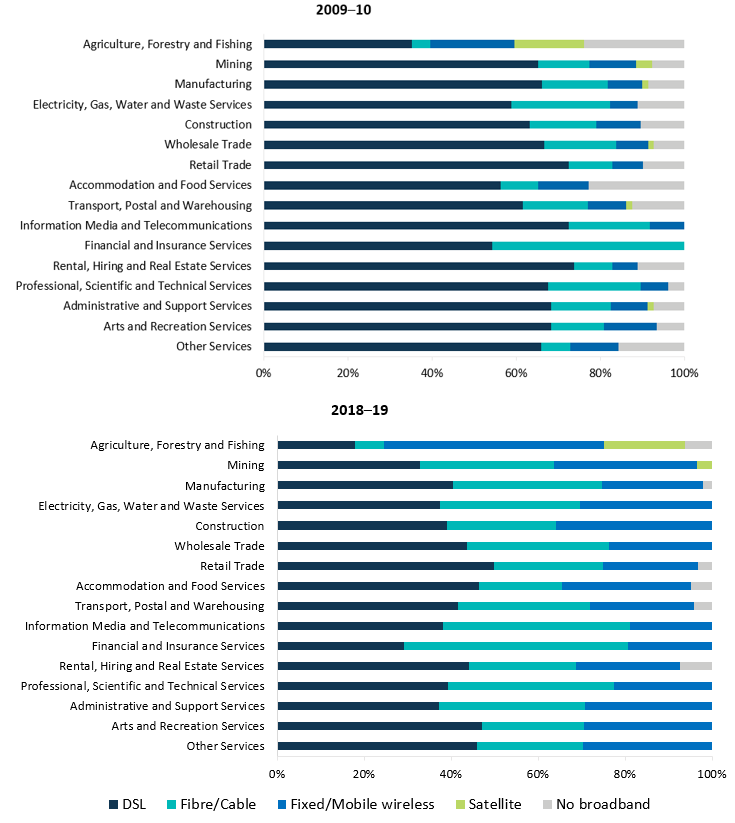 2009–10
Agriculture, Forestry and Fishing
Mining
Manufacturing
Electricity, Gas, Water and Waste Services
Construction
Wholesale Trade
Retail Trade
Accommodation and Food Services
Transport, Postal and Warehousing
Information Media and Telecommunications
Financial and Insurance Services
Rental, Hiring and Real Estate Services
Professional, Scientific and Technical Services
Administrative and Support Services
Arts and Recreation Services
Other Services
0% 20% 40% 60% 80% 100%
2018–19
Agriculture, Forestry and Fishing
Mining
Manufacturing
Electricity, Gas, Water and Waste Services
Construction
Wholesale Trade
Retail Trade
Accommodation and Food Services
Transport, Postal and Warehousing
Information Media and Telecommunications
Financial and Insurance Services
Rental, Hiring and Real Estate Services
Professional, Scientific and Technical Services
Administrative and Support Services
Arts and Recreation Services
Other Services
0% 20% 40% 60% 80% 100%
DSL Fibre/Cable Fixed/Mobile wireless Satellite No broadband